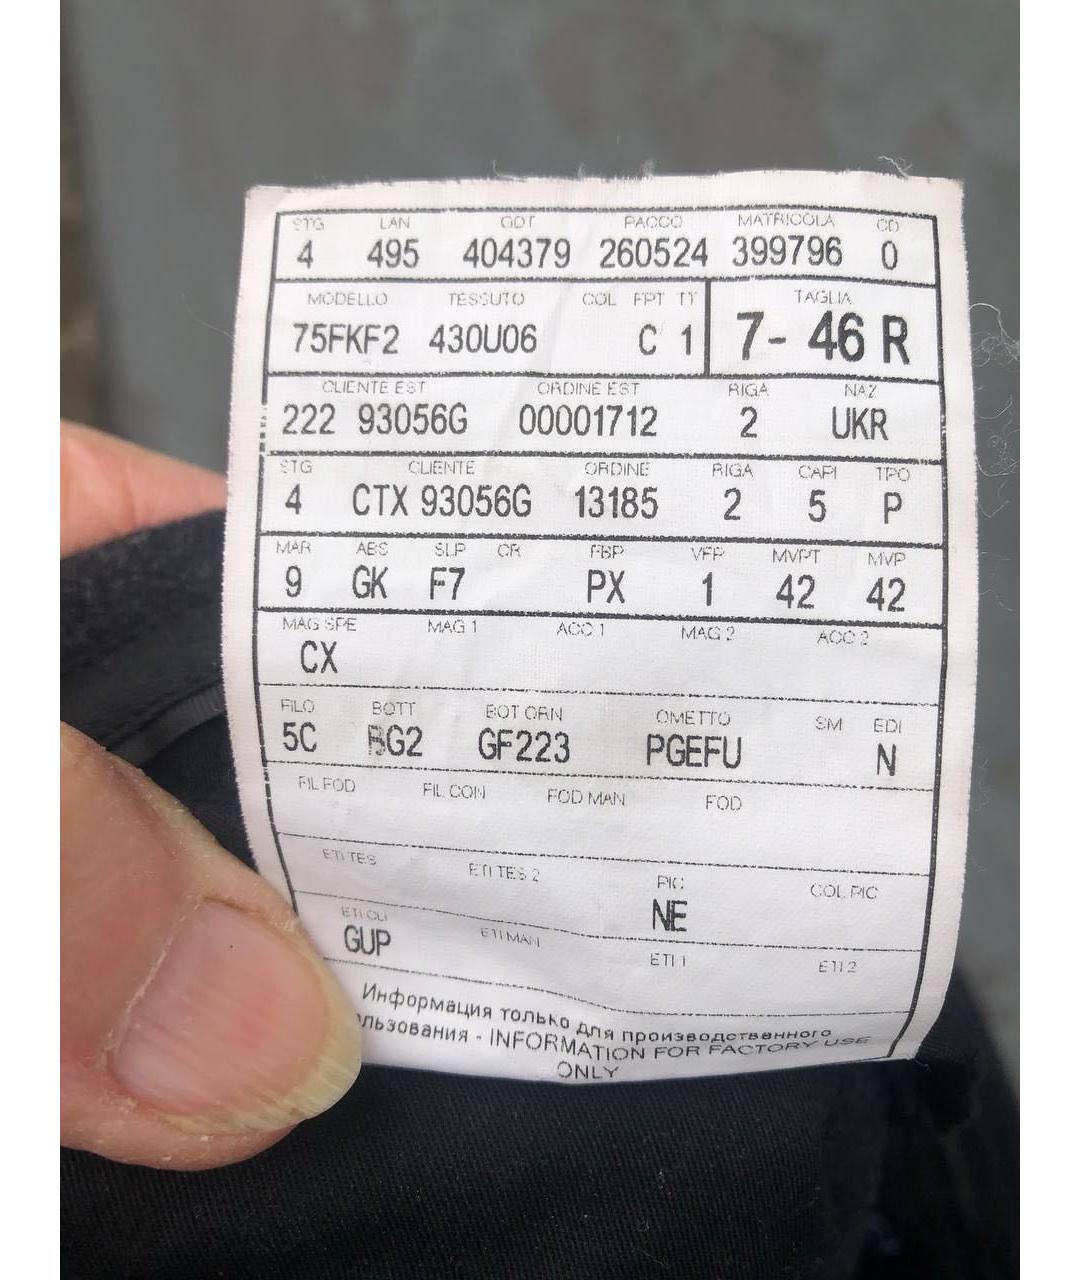 STG LAN GDT PACCO MATRICOLA CD
4 495 404379 260524 399796 0
MODELLO TESSUTO COL FPT TT TAGLIA
75FKF2 430U06 C 1 7- 46 R
CLIENTE EST ORDINE EST RIGA NAZ
222 93056G 00001712 2 UKR
STG CLIENTE ORDINE RIGA CAPI TPO
4 CTX 93056G 13185 2 5 P
MAR ABS SLP CR FBP VFP MVPT MVP
9 GK F7 PX 1 42 42
MAG SPE MAG 1 ACC 1 MAG 2 ACC 2
CX
FILO BOTT BOT ORN OMETTO SM EDI
5C BG2 GF223 PGEFU N
FIL FOD FIL CON FOD MAN FOD
ETI TES ETI TES 2 PIC COL PIC
NE
ETI CLI ETI MAN ETI 1 ETI 2
GUP
Информация только для производственного
льзования - INFORMATION FOR FACTORY USE
ONLY